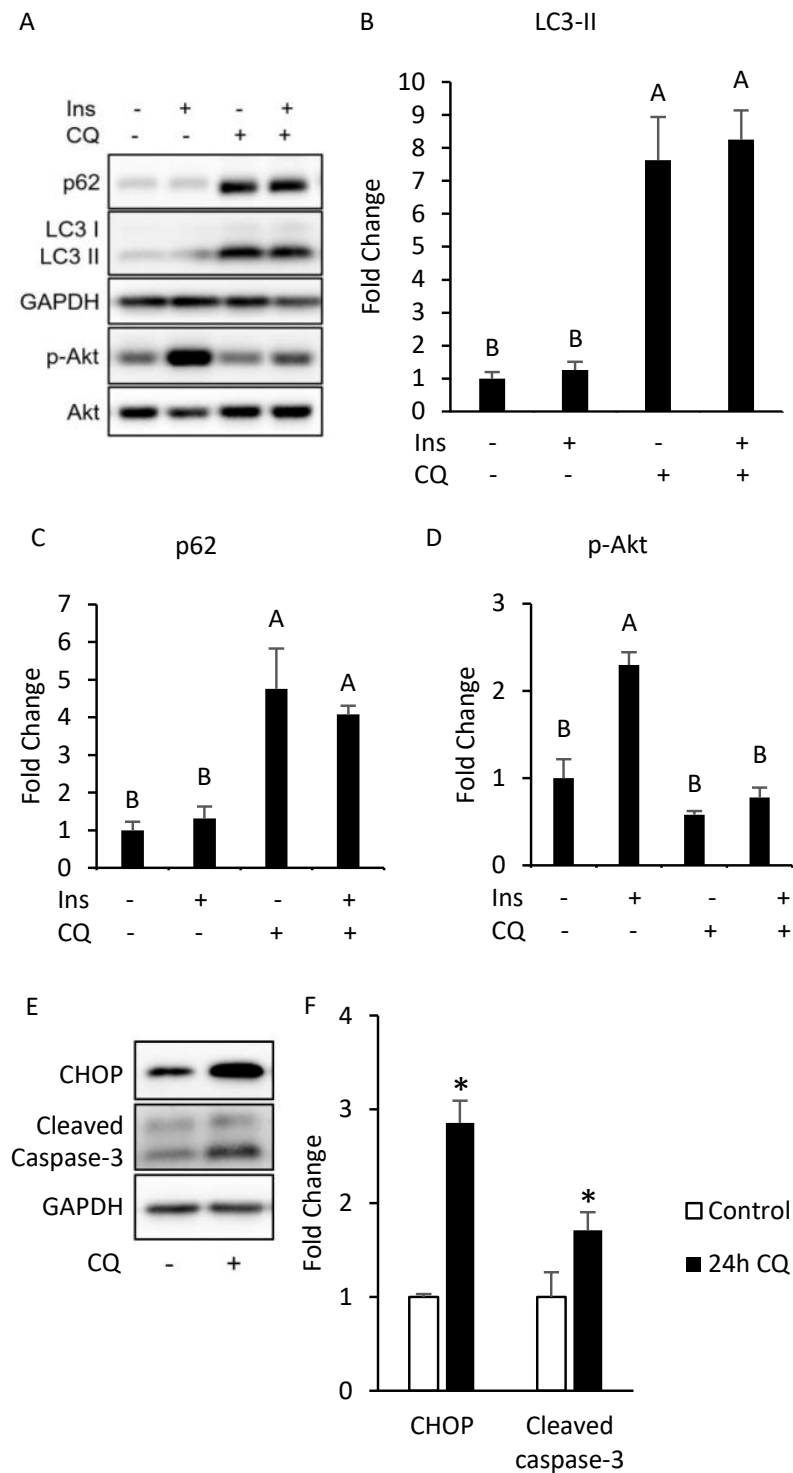 A
Ins - + - +
CQ - - + +
p62
LC3 I
LC3 II
GAPDH
p-Akt
Akt
B
LC3-II
Fold Change
10
9
8
7
6
5
4
3
2
1
0
B
B
A
A
Ins - + - +
CQ - - + +
C
p62
Fold Change
7
6
5
4
3
2
1
0
B
B
A
A
Ins - + - +
CQ - - + +
D
p-Akt
Fold Change
3
2
1
0
B
A
B
B
Ins - + - +
CQ - - + +
E
CHOP
Cleaved
Caspase-3
GAPDH
CQ - +
F
Fold Change
4
3
2
1
0
*
*
CHOP
Cleaved
caspase-3
Control
24h CQ